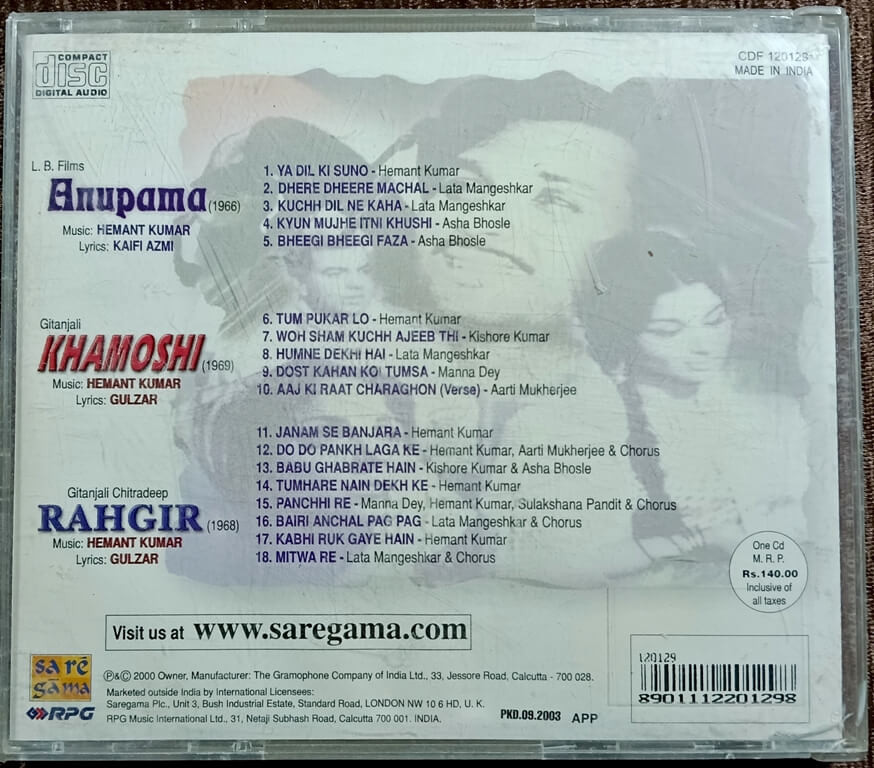 COMPACT
disc
DIGITAL AUDIO
CDF 120129
MADE IN INDIA
L. B. Films
Anupama (1966)
Music: HEMANT KUMAR
Lyrics: KAIFI AZMI
1. YA DIL KI SUNO - Hemant Kumar
2. DHERE DHEERE MACHAL - Lata Mangeshkar
3. KUCHH DIL NE KAHA - Lata Mangeshkar
4. KYUN MUJHE ITNI KHUSHI - Asha Bhosle
5. BHEEGI BHEEGI FAZA - Asha Bhosle
Gitanjali
KHAMOSHI (1969)
Music: HEMANT KUMAR
Lyrics: GULZAR
6. TUM PUKAR LO - Hemant Kumar
7. WOH SHAM KUCHH AJEEB THI - Kishore Kumar
8. HUMNE DEKHI HAI - Lata Mangeshkar
9. DOST KAHAN KOI TUMSA - Manna Dey
10. AAJ KI RAAT CHARAGHON (Verse) - Aarti Mukherjee
Gitanjali Chitradeep
RAHGIR (1968)
Music: HEMANT KUMAR
Lyrics: GULZAR
11. JANAM SE BANJARA - Hemant Kumar
12. DO DO PANKH LAGA KE - Hemant Kumar, Aarti Mukherjee & Chorus
13. BABU GHABRATE HAIN - Kishore Kumar & Asha Bhosle
14. TUMHARE NAIN DEKH KE - Hemant Kumar
15. PANCHHI RE - Manna Dey, Hemant Kumar, Sulakshana Pandit & Chorus
16. BAIRI ANCHAL PAG PAG - Lata Mangeshkar & Chorus
17. KABHI RUK GAYE HAIN - Hemant Kumar
18. MITWA RE - Lata Mangeshkar & Chorus
One Cd
M. R. P.
Rs.140.00
Inclusive of
all taxes
Visit us at www.saregama.com
sa rē
gama
RPG
℗&© 2000 Owner, Manufacturer: The Gramophone Company of India Ltd., 33, Jessore Road, Calcutta - 700 028.
Marketed outside India by International Licensees:
Saregama Plc., Unit 3, Bush Industrial Estate, Standard Road, LONDON NW 10 6 HD, U. K.
RPG Music International Ltd., 31, Netaji Subhash Road, Calcutta 700 001. INDIA.
PKD.09.2003 APP
120129
8901112201298